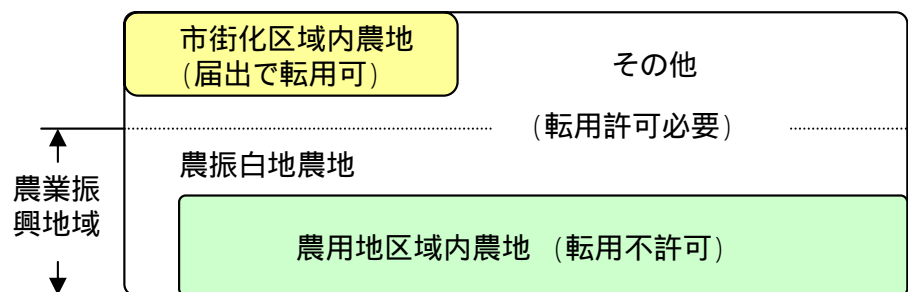 市街化区域内農地
(届出で転用可)
その他
(転用許可必要)
農業振
興地域
農振白地農地
農用地区域内農地 (転用不許可)